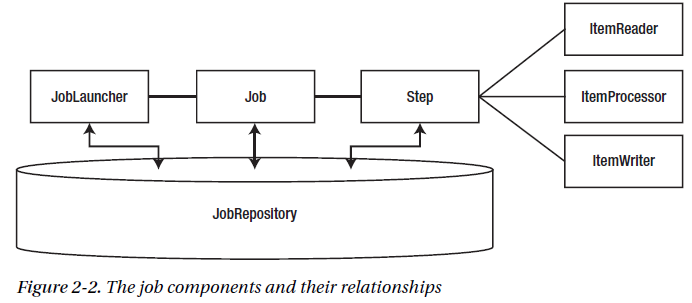 ItemReader
JobLauncher
Job
Step
ItemProcessor
ItemWriter
JobRepository
Figure 2-2. The job components and their relationships